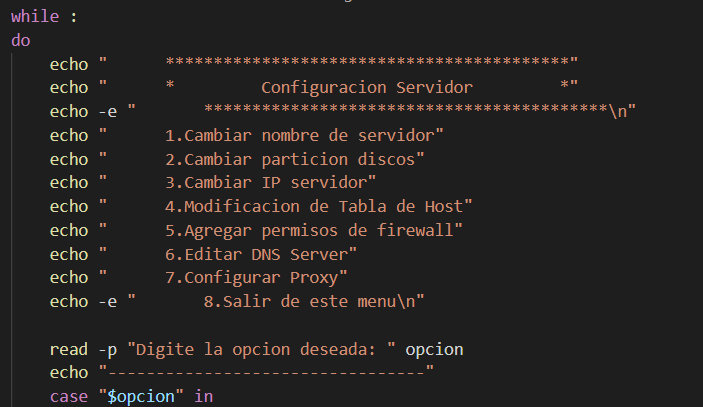 while :
do
    echo "      ******************************************"
    echo "      *         Configuracion Servidor         *"
    echo -e "       ******************************************\n"
    echo "      1.Cambiar nombre de servidor"
    echo "      2.Cambiar particion discos"
    echo "      3.Cambiar IP servidor"
    echo "      4.Modificacion de Tabla de Host"
    echo "      5.Agregar permisos de firewall"
    echo "      6.Editar DNS Server"
    echo "      7.Configurar Proxy"
    echo -e "       8.Salir de este menu\n"

    read -p "Digite la opcion deseada: " opcion
    echo "---------------------------------"
    case "$opcion" in